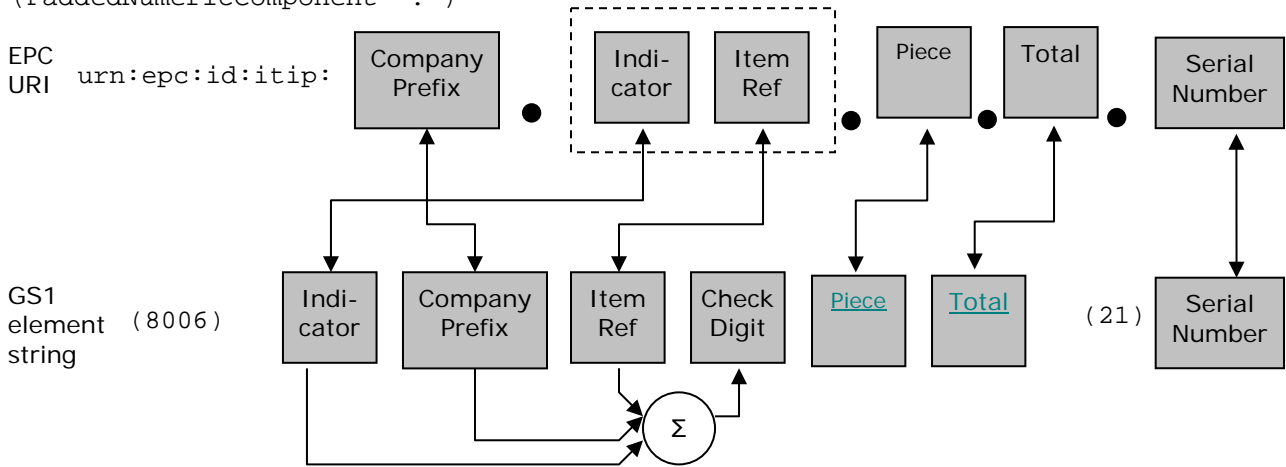 EPC
URI
urn:epc:id:itip:
Company
Prefix
Indi-
cator
Item
Ref
Piece
Total
Serial
Number
GS1
element
string
(8006)
Indi-
cator
Company
Prefix
Item
Ref
Check
Digit
Piece
Total
(21)
Serial
Number
Σ